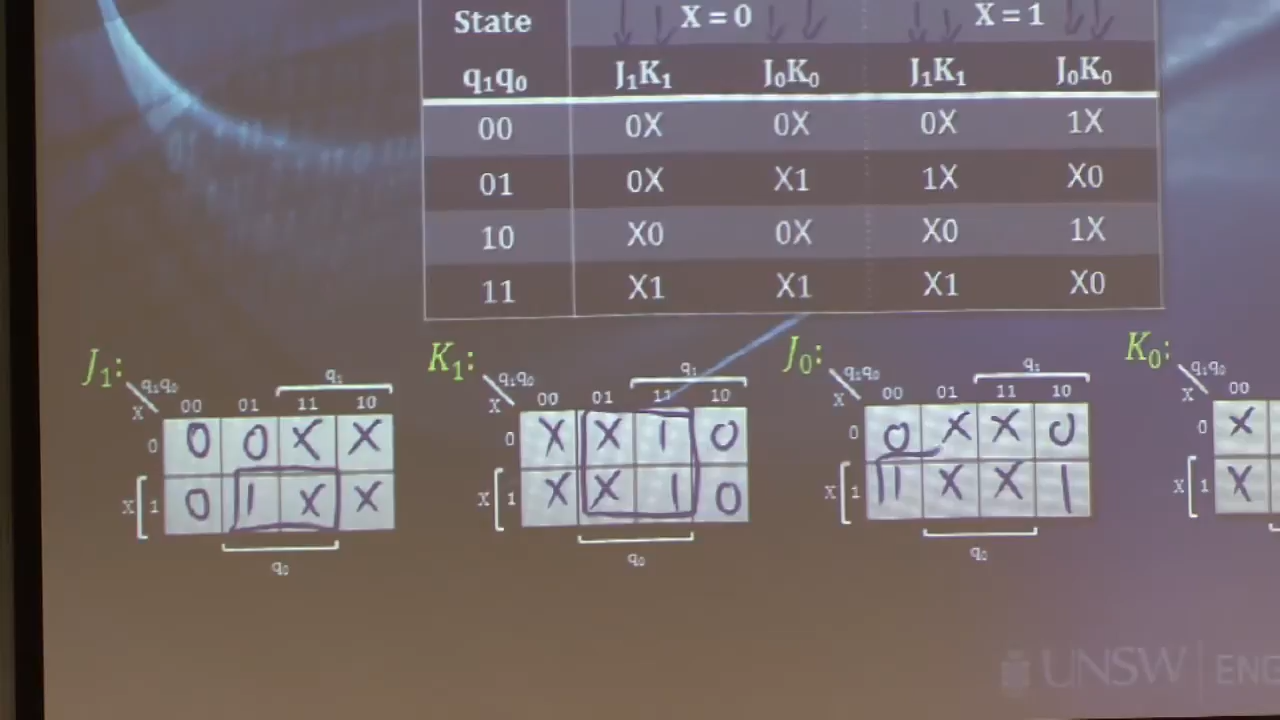 State X = 0 X = 1
q₁q₀ J₁K₁ J₀K₀ J₁K₁ J₀K₀
00 0X 0X 0X 1X
01 0X X1 1X X0
10 X0 0X X0 1X
11 X1 X1 X1 X0
J₁:
q₁q₀
X
q₁
00 01 11 10
0 0 0 X X
X 1 0 1 X X
q₀
K₁:
q₁q₀
X
q₁
00 01 11 10
0 X X 1 0
X 1 X X 1 0
q₀
J₀:
q₁q₀
X
q₁
00 01 11 10
0 0 X X 0
X 1 1 X X 1
q₀
K₀:
q₁q₀
X
00
0 X
X 1 X
UNSW ENG